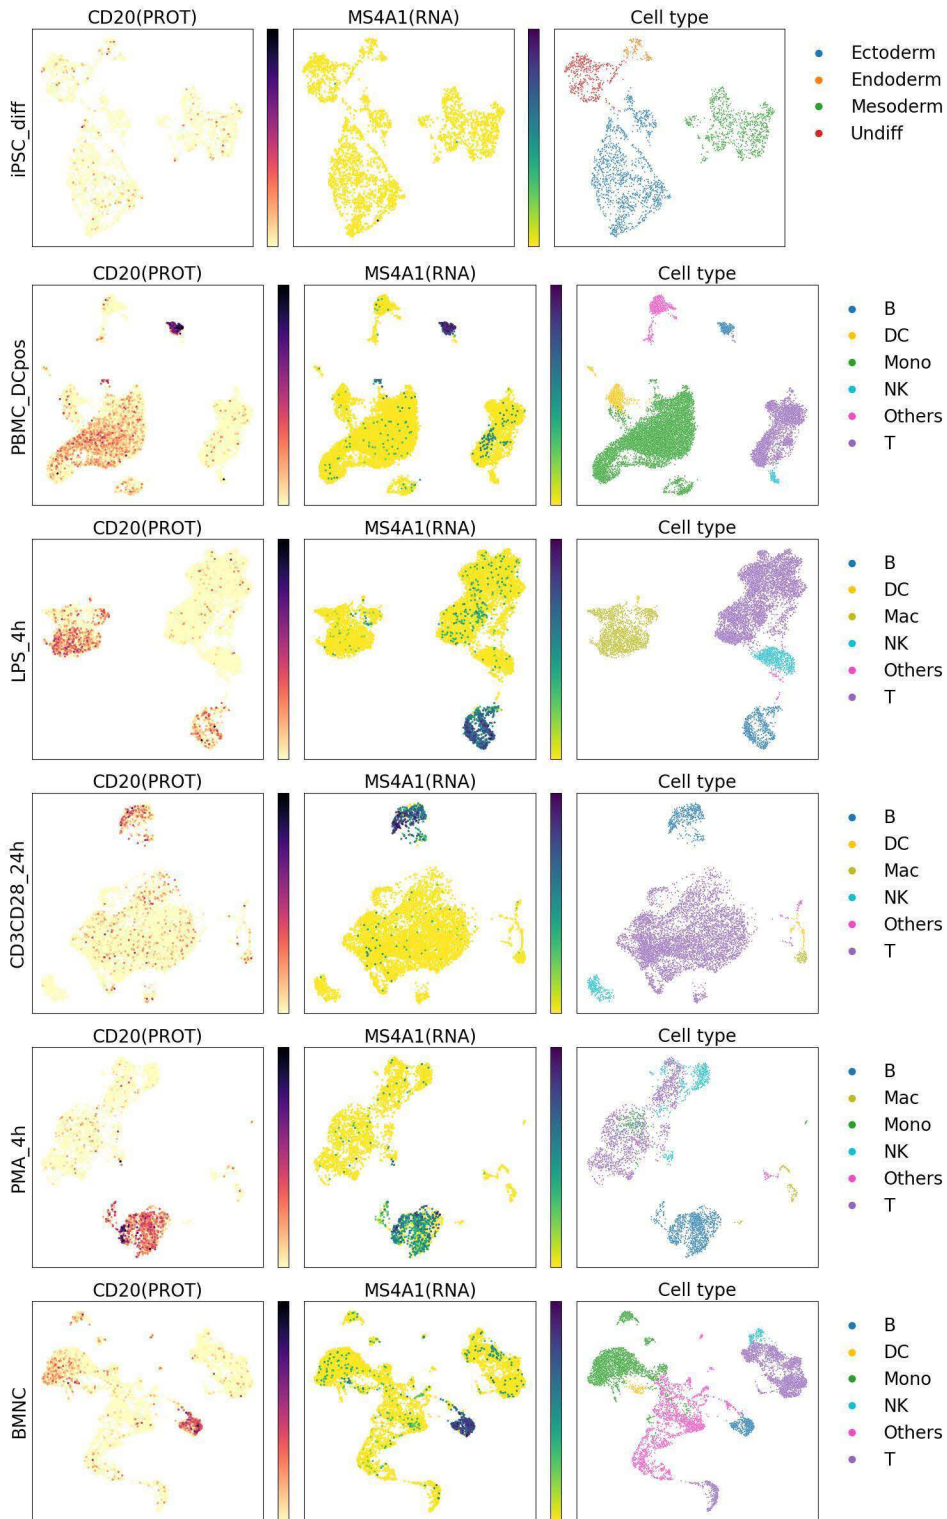 CD20(PROT) MS4A1(RNA) Cell type
iPSC_diff
Ectoderm
Endoderm
Mesoderm
Undiff
CD20(PROT) MS4A1(RNA) Cell type
PBMC_DCpos
B
DC
Mono
NK
Others
T
CD20(PROT) MS4A1(RNA) Cell type
LPS_4h
B
DC
Mac
NK
Others
T
CD20(PROT) MS4A1(RNA) Cell type
CD3CD28_24h
B
DC
Mac
NK
Others
T
CD20(PROT) MS4A1(RNA) Cell type
PMA_4h
B
Mac
Mono
NK
Others
T
CD20(PROT) MS4A1(RNA) Cell type
BMNC
B
DC
Mono
NK
Others
T